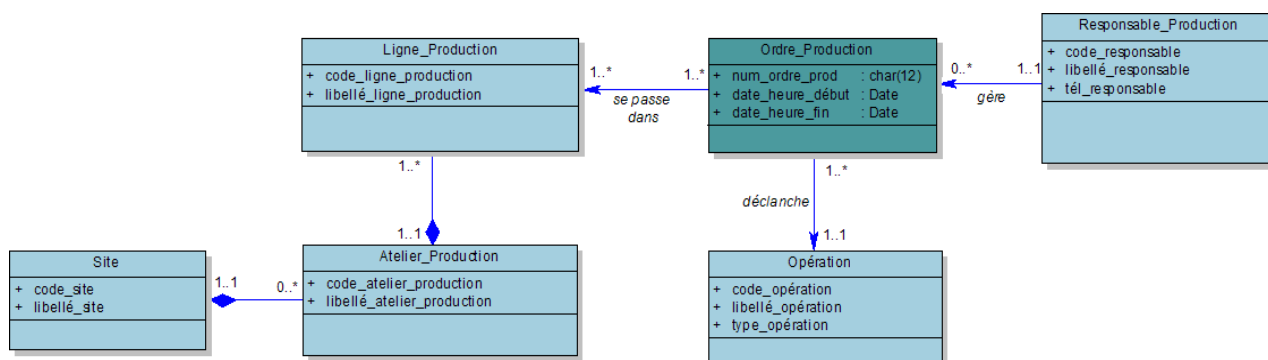 Ligne_Production
+ code_ligne_production
+ libellé_ligne_production
1..*
se passe
dans
1..*
Ordre_Production
+ num_ordre_prod : char(12)
+ date_heure_début : Date
+ date_heure_fin : Date
0..*
gère
1..1
Responsable_Production
+ code_responsable
+ libellé_responsable
+ tél_responsable
1..*
1..1
1..*
déclanche
1..1
Site
+ code_site
+ libellé_site
1..1
0..*
Atelier_Production
+ code_atelier_production
+ libellé_atelier_production
Opération
+ code_opération
+ libellé_opération
+ type_opération